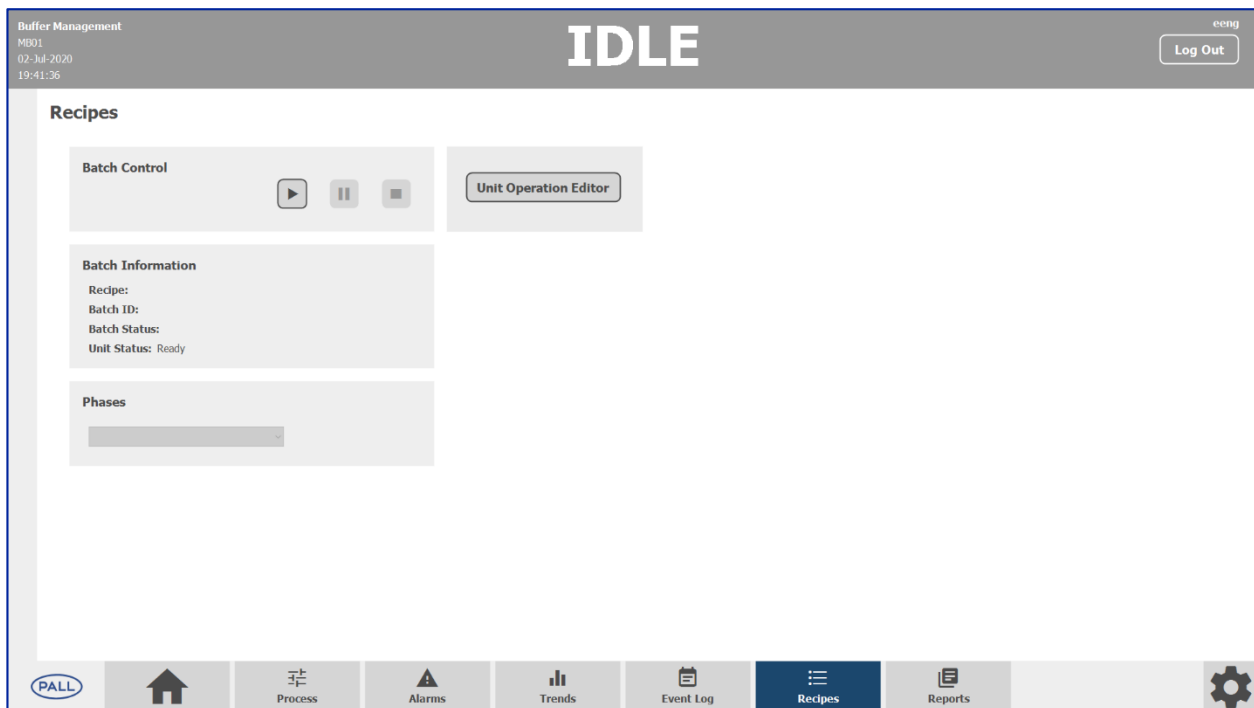 Buffer Management
MB01
02-Jul-2020
19:41:36
IDLE
eeng
Log Out
Recipes
Batch Control
Unit Operation Editor
Batch Information
Recipe:
Batch ID:
Batch Status:
Unit Status: Ready
Phases
PALL
Process
Alarms
Trends
Event Log
Recipes
Reports